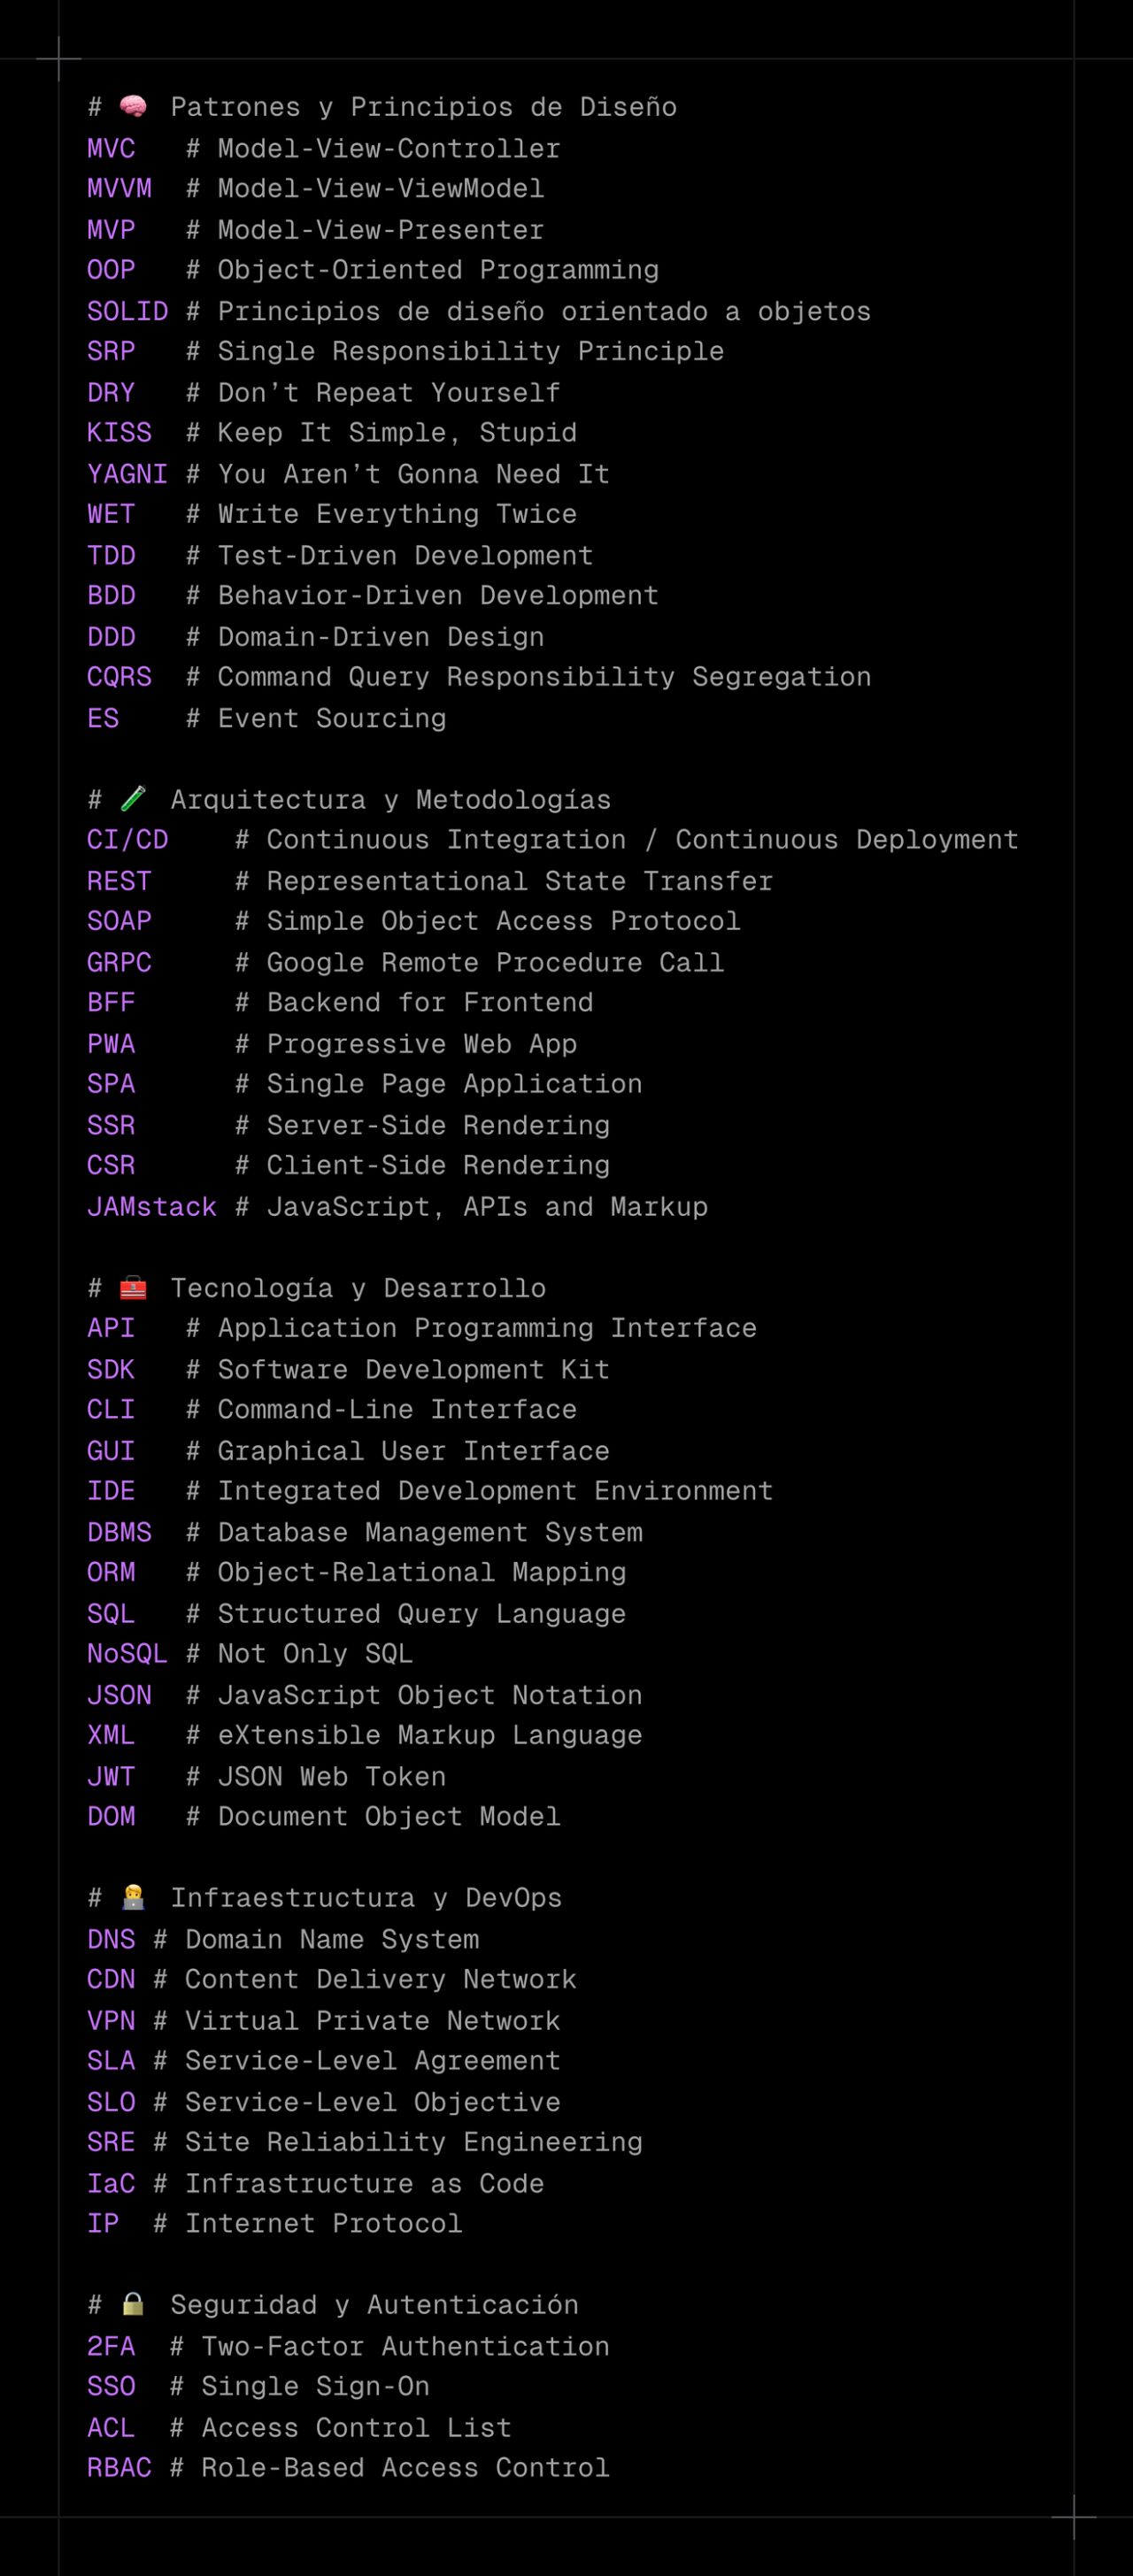 # 🧠 Patrones y Principios de Diseño
MVC   # Model-View-Controller
MVVM  # Model-View-ViewModel
MVP   # Model-View-Presenter
OOP   # Object-Oriented Programming
SOLID # Principios de diseño orientado a objetos
SRP   # Single Responsibility Principle
DRY   # Don’t Repeat Yourself
KISS  # Keep It Simple, Stupid
YAGNI # You Aren’t Gonna Need It
WET   # Write Everything Twice
TDD   # Test-Driven Development
BDD   # Behavior-Driven Development
DDD   # Domain-Driven Design
CQRS  # Command Query Responsibility Segregation
ES    # Event Sourcing

# 🧪 Arquitectura y Metodologías
CI/CD    # Continuous Integration / Continuous Deployment
REST     # Representational State Transfer
SOAP     # Simple Object Access Protocol
GRPC     # Google Remote Procedure Call
BFF      # Backend for Frontend
PWA      # Progressive Web App
SPA      # Single Page Application
SSR      # Server-Side Rendering
CSR      # Client-Side Rendering
JAMstack # JavaScript, APIs and Markup

# 🧰 Tecnología y Desarrollo
API   # Application Programming Interface
SDK   # Software Development Kit
CLI   # Command-Line Interface
GUI   # Graphical User Interface
IDE   # Integrated Development Environment
DBMS  # Database Management System
ORM   # Object-Relational Mapping
SQL   # Structured Query Language
NoSQL # Not Only SQL
JSON  # JavaScript Object Notation
XML   # eXtensible Markup Language
JWT   # JSON Web Token
DOM   # Document Object Model

# 🧑‍💻 Infraestructura y DevOps
DNS # Domain Name System
CDN # Content Delivery Network
VPN # Virtual Private Network
SLA # Service-Level Agreement
SLO # Service-Level Objective
SRE # Site Reliability Engineering
IaC # Infrastructure as Code
IP  # Internet Protocol

# 🔒 Seguridad y Autenticación
2FA  # Two-Factor Authentication
SSO  # Single Sign-On
ACL  # Access Control List
RBAC # Role-Based Access Control